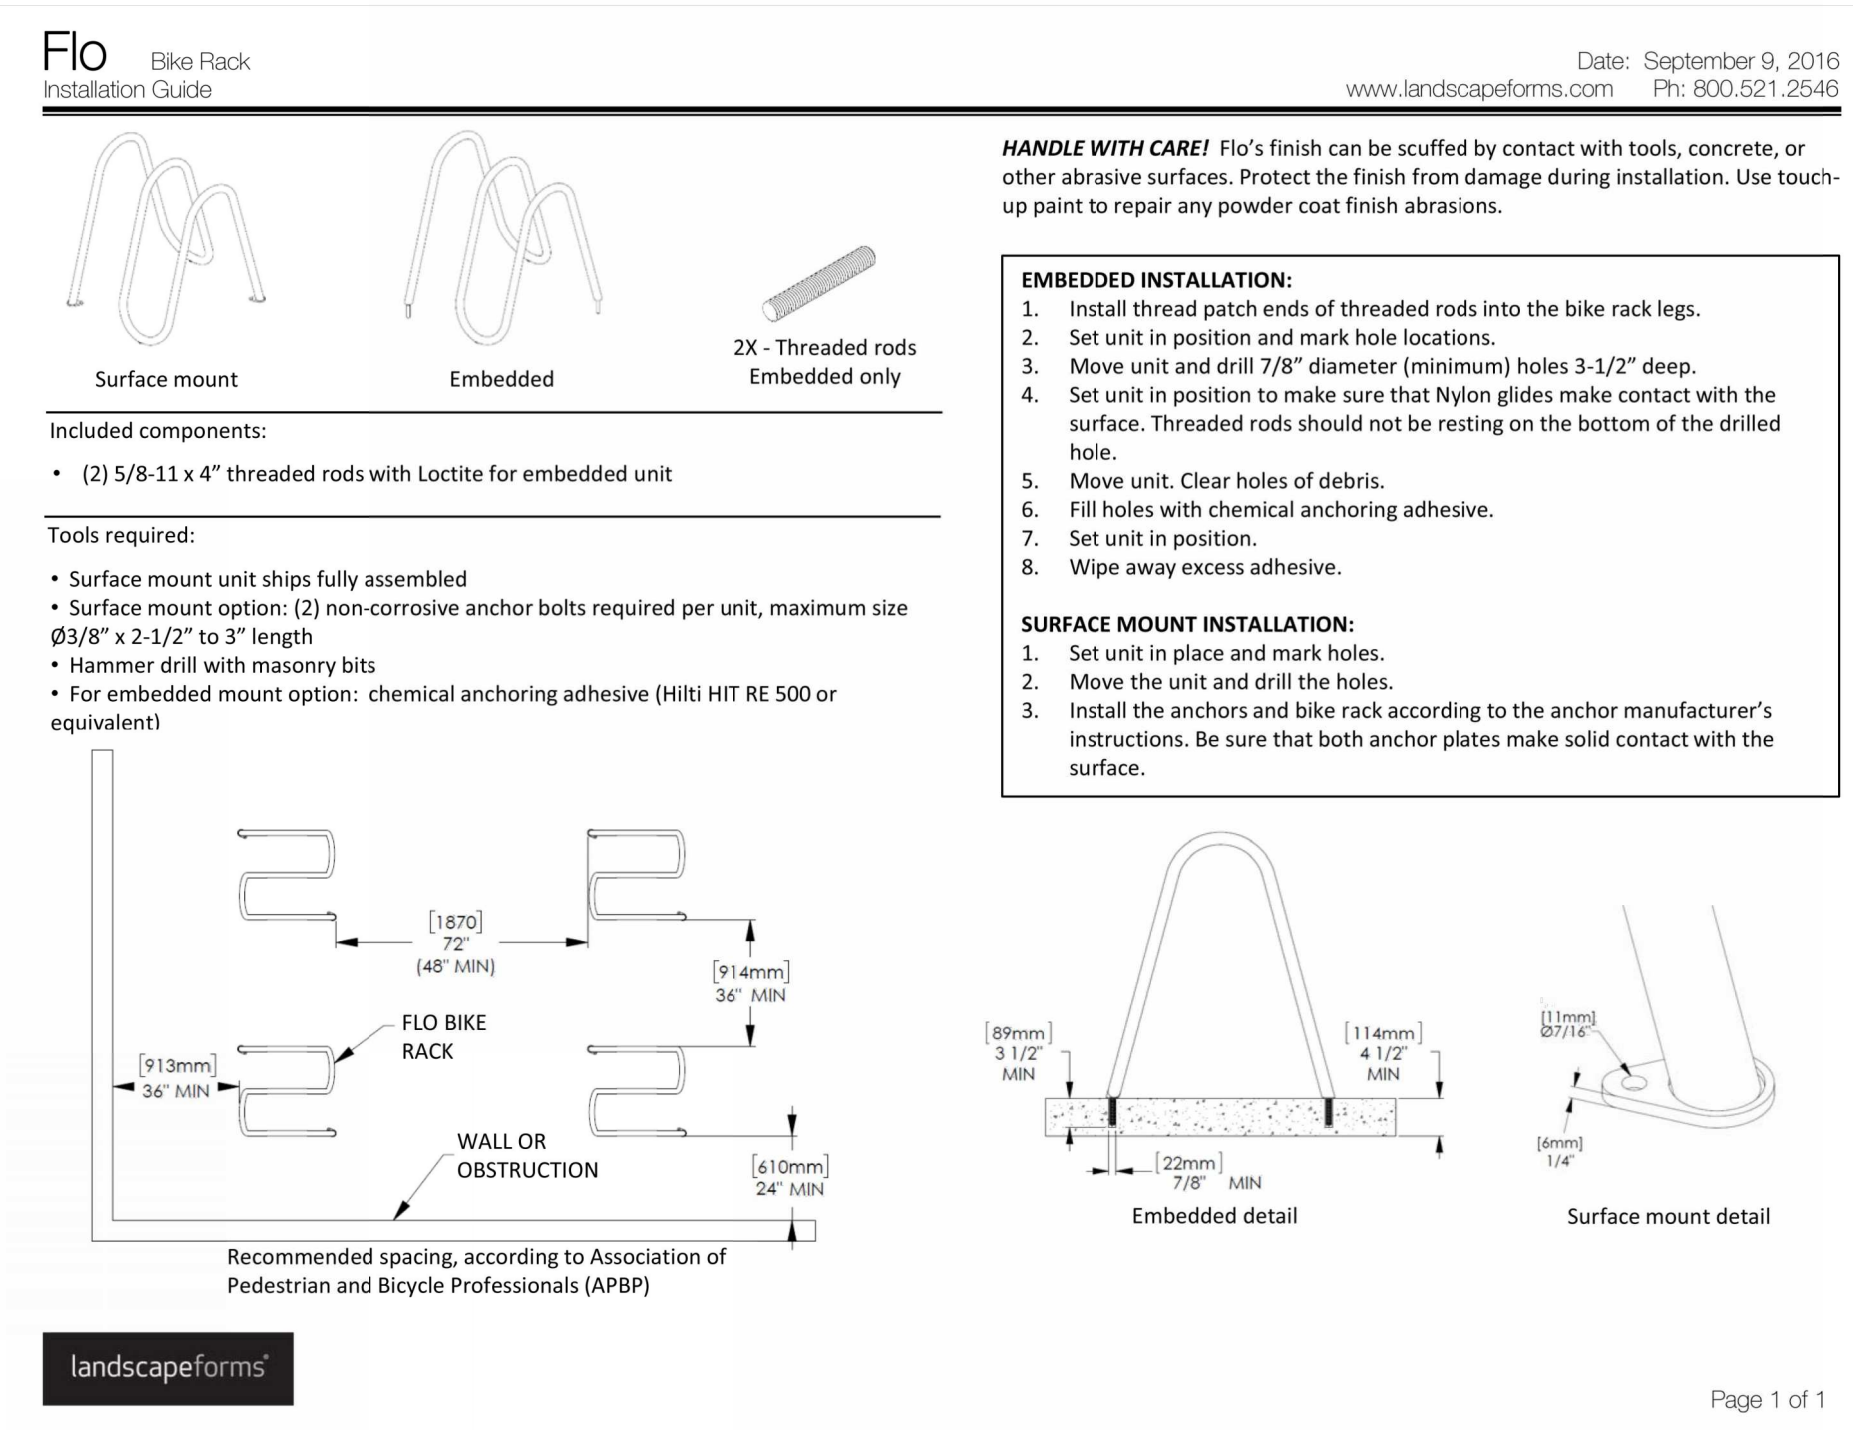 Flo Bike Rack
Installation Guide
Date: September 9, 2016
www.landscapeforms.com Ph: 800.521.2546
Surface mount
Embedded
2X - Threaded rods
Embedded only
Included components:
• (2) 5/8-11 x 4” threaded rods with Loctite for embedded unit
Tools required:
• Surface mount unit ships fully assembled
• Surface mount option: (2) non-corrosive anchor bolts required per unit, maximum size
Ø3/8” x 2-1/2” to 3” length
• Hammer drill with masonry bits
• For embedded mount option: chemical anchoring adhesive (Hilti HIT RE 500 or
equivalent)
[1870]
72"
(48" MIN)
[914mm]
36" MIN
FLO BIKE
RACK
[913mm]
36" MIN
WALL OR
OBSTRUCTION
[610mm]
24" MIN
Recommended spacing, according to Association of
Pedestrian and Bicycle Professionals (APBP)
landscapeforms®
HANDLE WITH CARE! Flo’s finish can be scuffed by contact with tools, concrete, or
other abrasive surfaces. Protect the finish from damage during installation. Use touch-
up paint to repair any powder coat finish abrasions.
EMBEDDED INSTALLATION:
1. Install thread patch ends of threaded rods into the bike rack legs.
2. Set unit in position and mark hole locations.
3. Move unit and drill 7/8” diameter (minimum) holes 3-1/2” deep.
4. Set unit in position to make sure that Nylon glides make contact with the
surface. Threaded rods should not be resting on the bottom of the drilled
hole.
5. Move unit. Clear holes of debris.
6. Fill holes with chemical anchoring adhesive.
7. Set unit in position.
8. Wipe away excess adhesive.
SURFACE MOUNT INSTALLATION:
1. Set unit in place and mark holes.
2. Move the unit and drill the holes.
3. Install the anchors and bike rack according to the anchor manufacturer’s
instructions. Be sure that both anchor plates make solid contact with the
surface.
[89mm]
3 1/2"
MIN
[114mm]
4 1/2"
MIN
[22mm]
7/8" MIN
Embedded detail
[11mm]
Ø7/16"
[6mm]
1/4"
Surface mount detail
Page 1 of 1